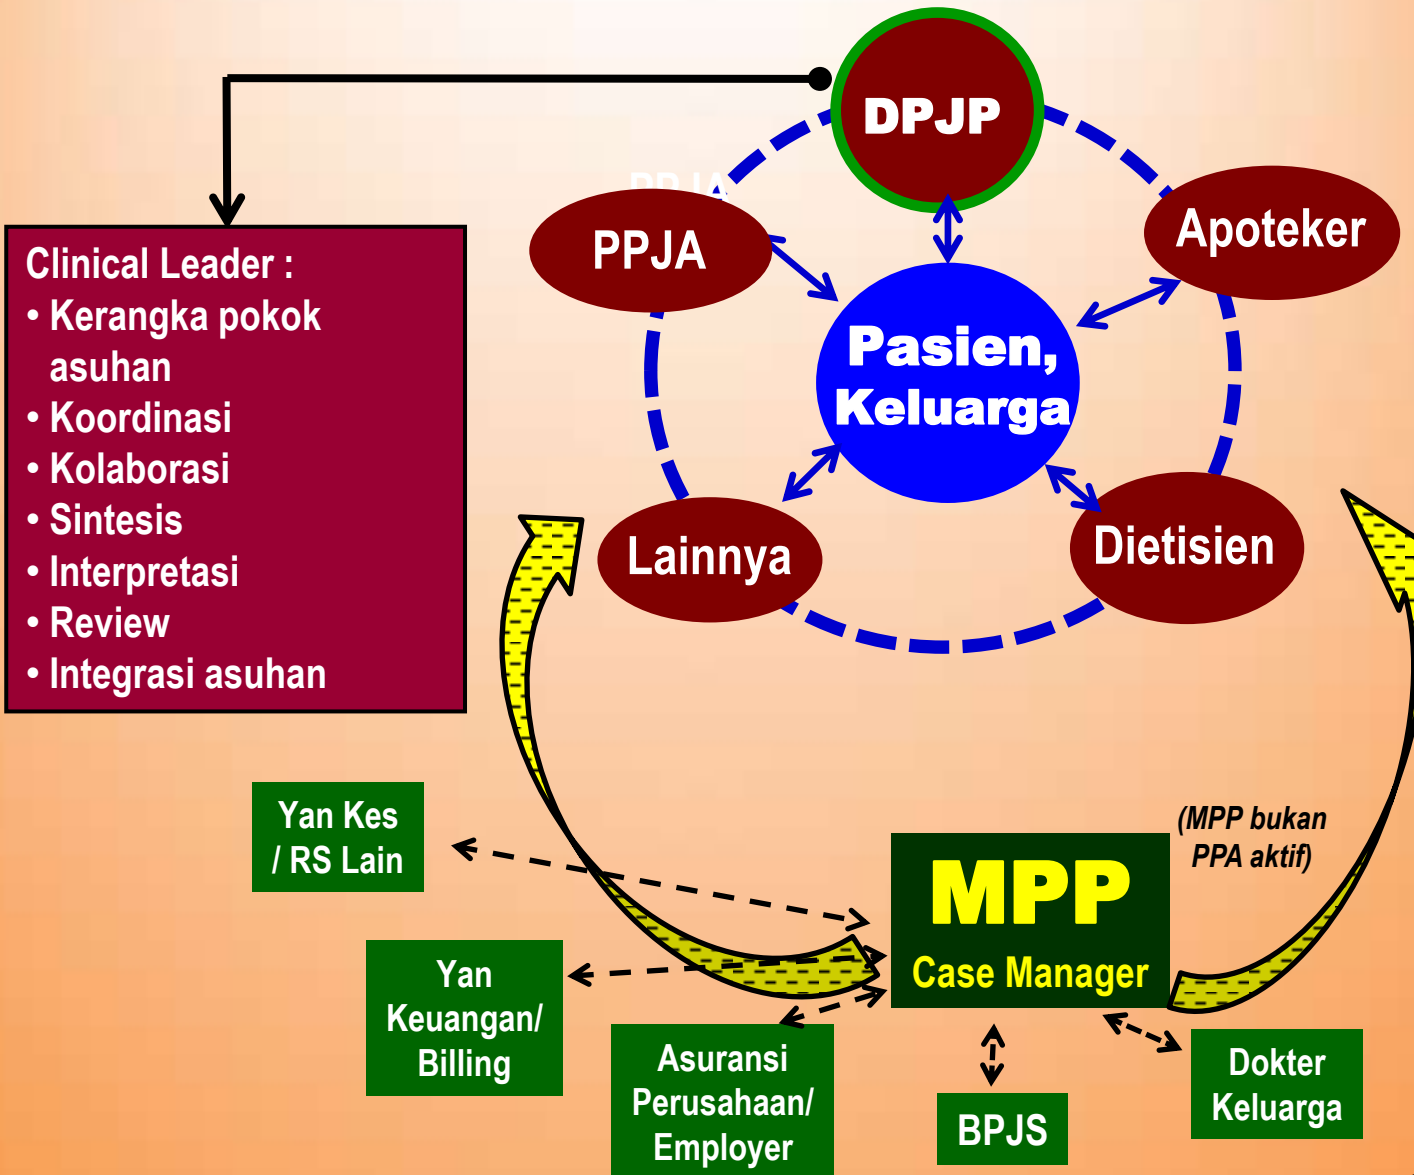 DPJP
PPJA
PPJA
Apoteker
Pasien,
Keluarga
Lainnya
Dietisien
Clinical Leader :
• Kerangka pokok
asuhan
• Koordinasi
• Kolaborasi
• Sintesis
• Interpretasi
• Review
• Integrasi asuhan
Yan Kes
/ RS Lain
(MPP bukan
PPA aktif)
MPP
Case Manager
Yan
Keuangan/
Billing
Asuransi
Perusahaan/
Employer
BPJS
Dokter
Keluarga